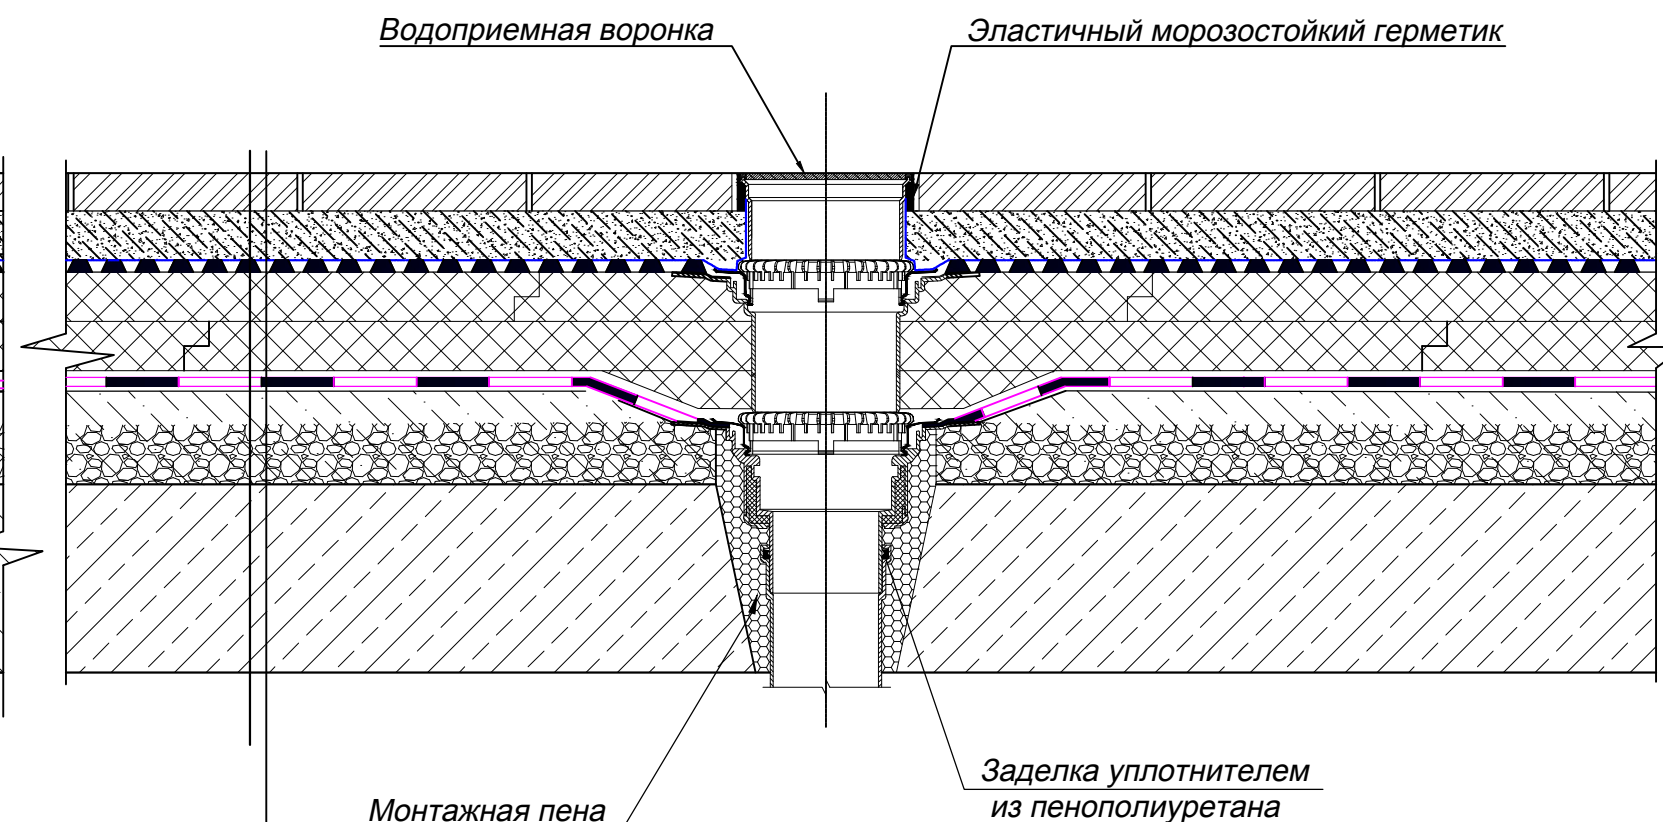 Водоприемная воронка
Эластичный морозостойкий герметик
Заделка уплотнителем
из пенополиуретана
Монтажная пена